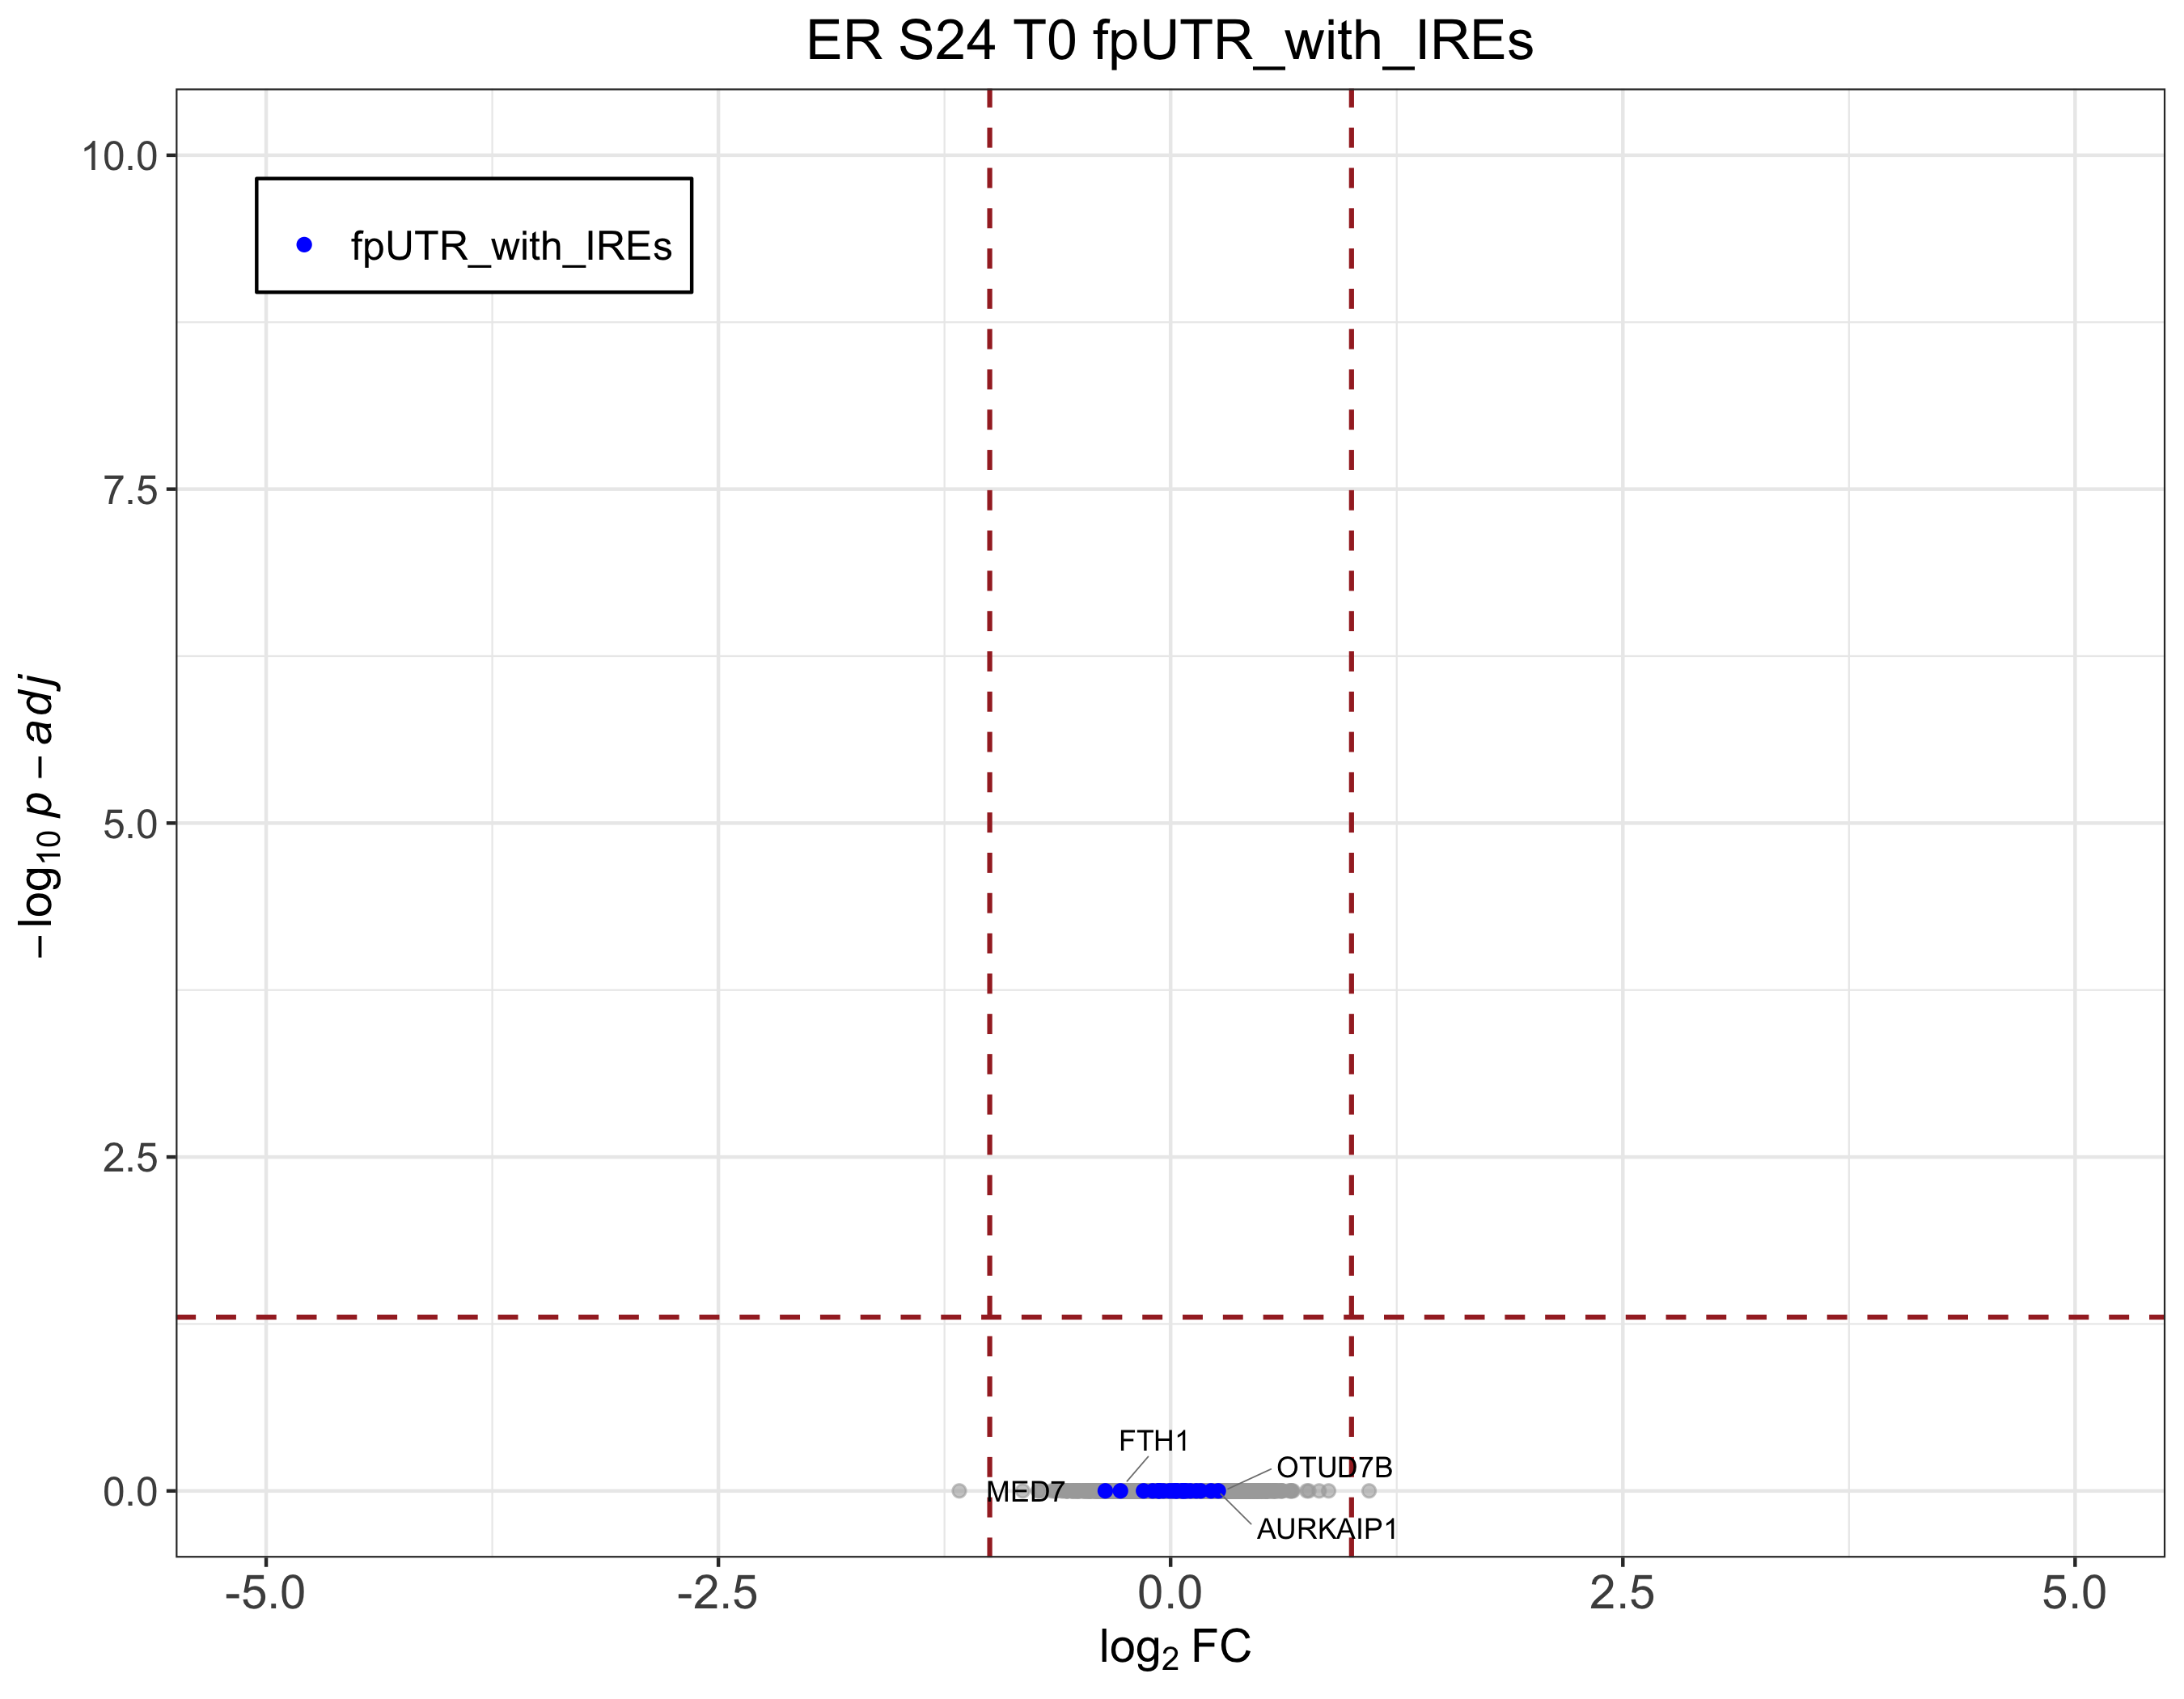 ER S24 T0 fpUTR_with_IREs
10.0
fpUTR_with_IREs
7.5
5.0
2.5
0.0
−log10 p − adj
FTH1
OTUD7B
MED7
AURKAIP1
-5.0
-2.5
0.0
2.5
5.0
log2 FC